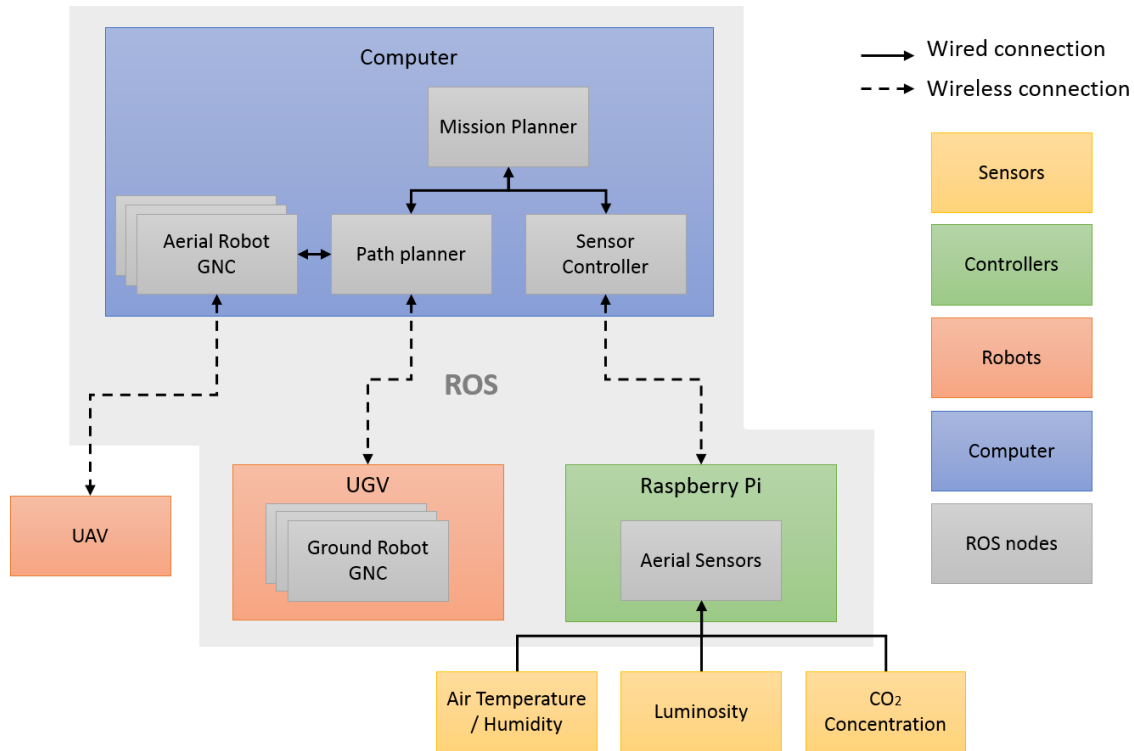 Computer
Mission Planner
Aerial Robot
GNC
Path planner
Sensor
Controller
ROS
UAV
UGV
Ground Robot
GNC
Raspberry Pi
Aerial Sensors
Air Temperature
/ Humidity
Luminosity
CO₂
Concentration
Wired connection
Wireless connection
Sensors
Controllers
Robots
Computer
ROS nodes